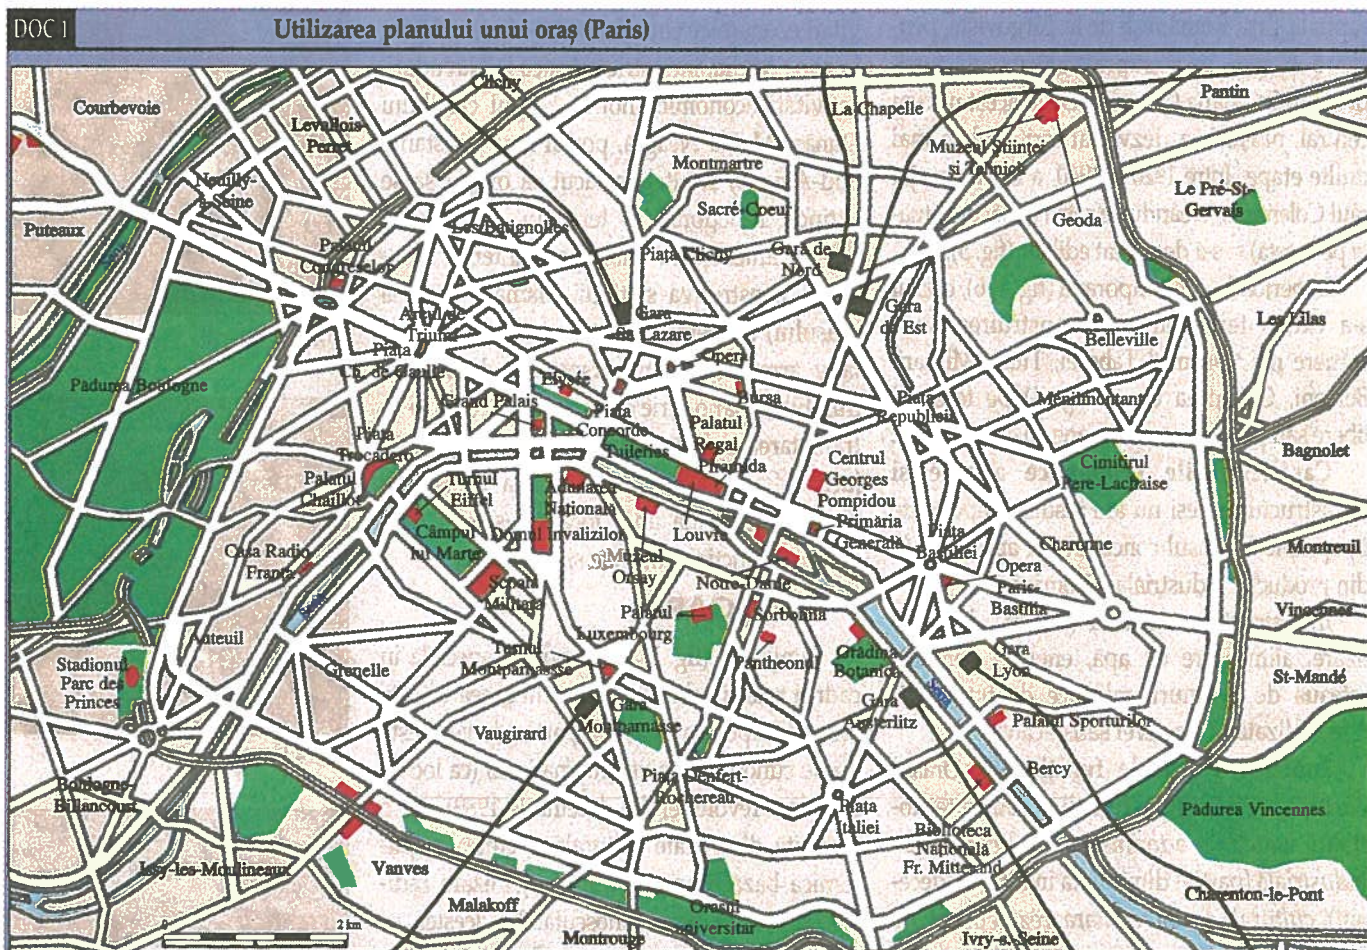 DOC 1
Utilizarea planului unui oraș (Paris)
Courbevoie
Clichy
Levallois-
Perret
La Chapelle
Pantin
Muzeul Științei
și Tehnicii
Geoda
Montmartre
Neuilly-
s-Seine
Le Pré-St-
Gervais
Puteaux
Sacré-Coeur
Les Batignolles
Piața Clichy
Gara de
Nord
Palatul
Congreselor
Arcul de
Triumf
Piața
Ch. de Gaulle
Gara
St. Lazare
Gara
de Est
Les Lilas
Belleville
Opera
Pădurea Boulogne
Elysée
Grand Palais
Bursa
Piața
Republicii
Ménilmontant
Piața
Concorde
Tuileries
Palatul
Regal
Piramida
Piața
Trocadero
Palatul
Chaillot
Turnul
Eiffel
Adunarea
Națională
Centrul
Georges
Pompidou
Cimitirul
Père-Lachaise
Bagnolet
Câmpul
lui Marte
Domul Invalizilor
Louvre
Primăria
Generală
Piața
Bastiliei
Charonne
Montreuil
Casa Radio
Franța
Muzeul
Orsay
Notre-Dame
Opera
Paris-
Bastilia
Școala
Militară
Sena
Palatul
Luxembourg
Sorbonna
Vincennes
Auteuil
Turnul
Montparnassse
Pantheonul
Grădina
Botanică
Gara
Lyon
Stadionul
Parc des
Princes
Grenelle
St-Mandé
Gara
Montparnasse
Gara
Austerlitz
Sena
Palatul Sporturilor
Vaugirard
Bercy
Boulogne-
Billancourt
Piața Denfert-
Rochereau
Piața
Italiei
Pădurea Vincennes
Biblioteca
Națională
Fr. Mitterand
Issy-les-Moulineaux
Vanves
Charenton-le-Pont
Malakoff
Orașul
universitar
0 2 km
Montrouge
Ivry-s.-Seine